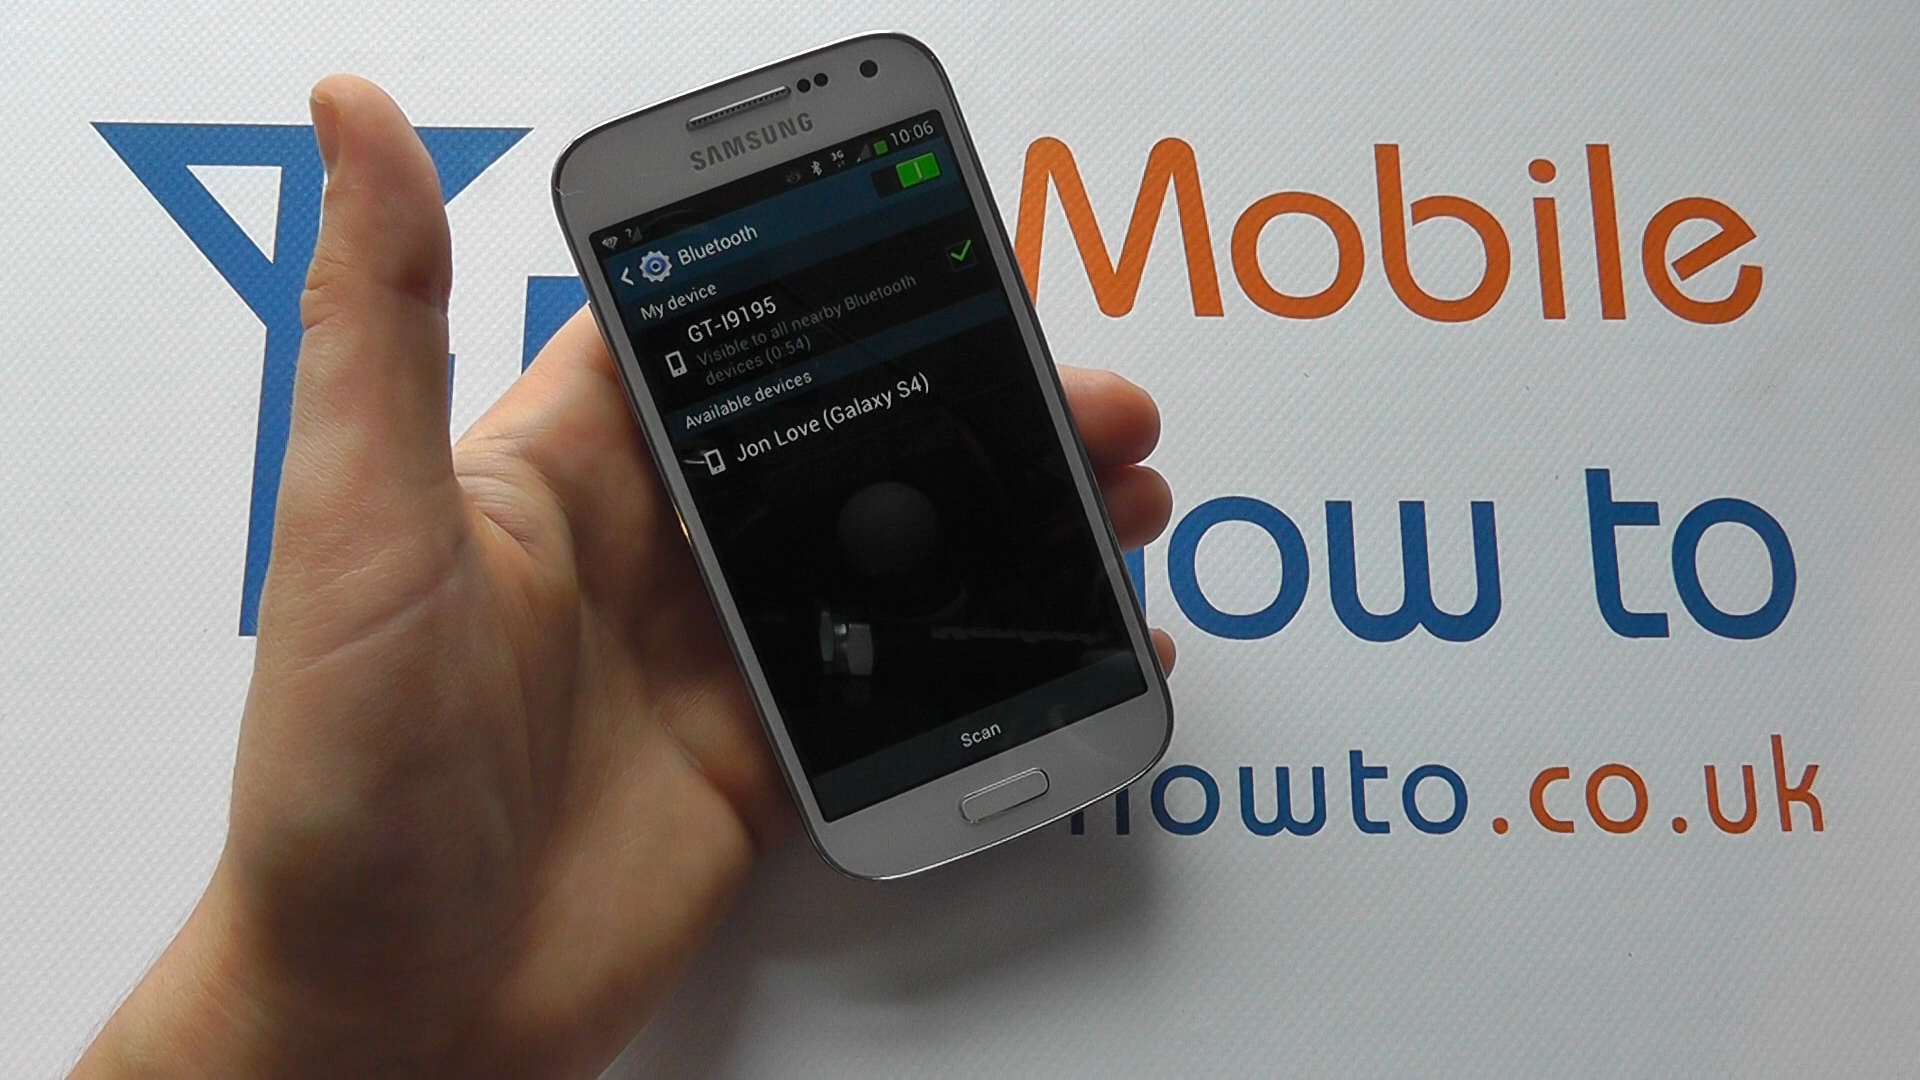 Mobile
how to
howto.co.uk
SAMSUNG
3G 10:06
Bluetooth
My device
GT-I9195
Visible to all nearby Bluetooth
devices (0:54)
Available devices
Jon Love (Galaxy S4)
Scan